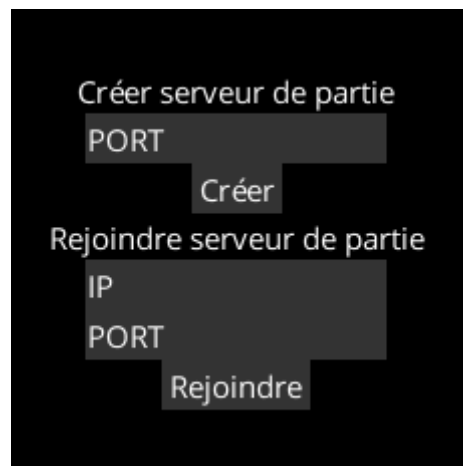 Créer serveur de partie
PORT
Créer
Rejoindre serveur de partie
IP
PORT
Rejoindre